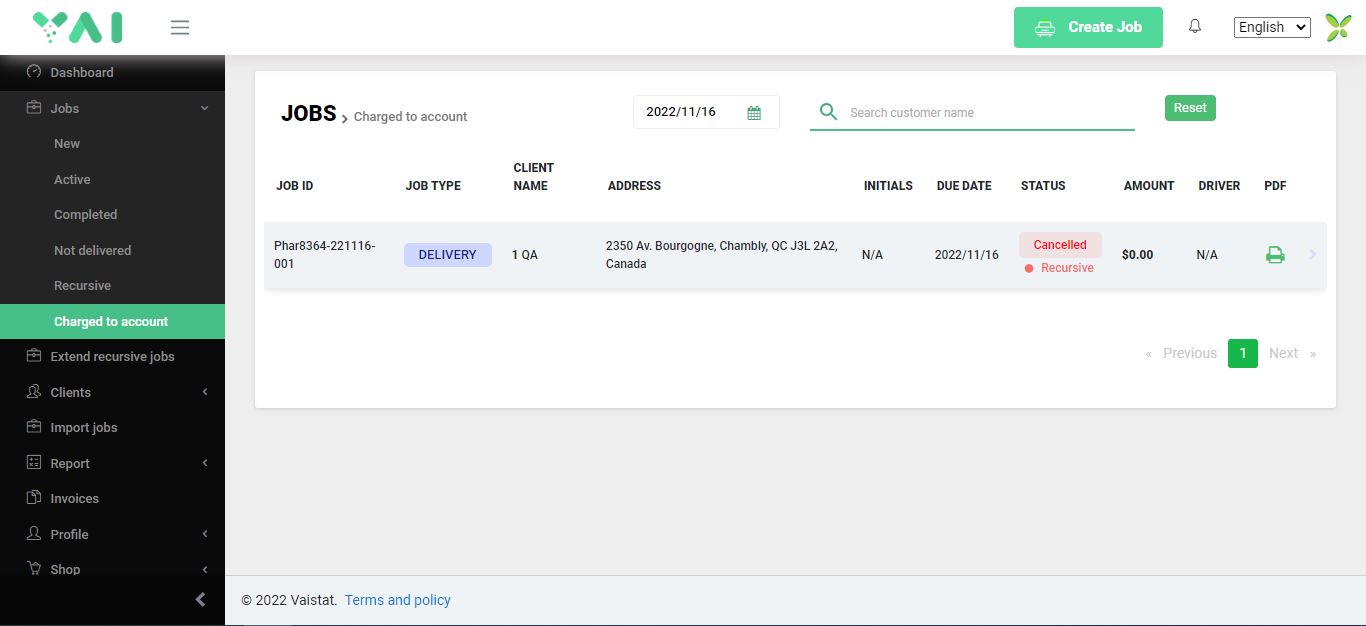 VAI
Create Job
English
Dashboard
Jobs
New
Active
Completed
Not delivered
Recursive
Charged to account
Extend recursive jobs
Clients
Import jobs
Report
Invoices
Profile
Shop
JOBS › Charged to account
2022/11/16
Search customer name
Reset
JOB ID JOB TYPE CLIENT NAME ADDRESS INITIALS DUE DATE STATUS AMOUNT DRIVER PDF
Phar8364-221116-001 DELIVERY 1 QA 2350 Av. Bourgogne, Chambly, QC J3L 2A2, Canada N/A 2022/11/16 Cancelled Recursive $0.00 N/A
« Previous 1 Next »
© 2022 Vaistat. Terms and policy